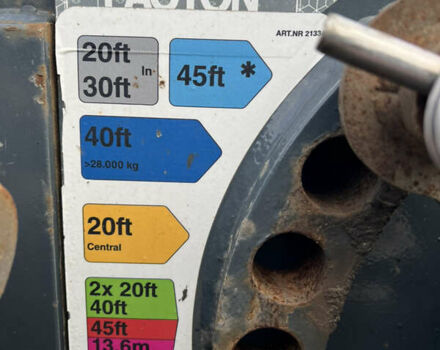 PACTON
ART.NR 2133
20ft
30ft
In-
45ft *
40ft
>28.000 kg
20ft
Central
2x 20ft
40ft
45ft
13,6m